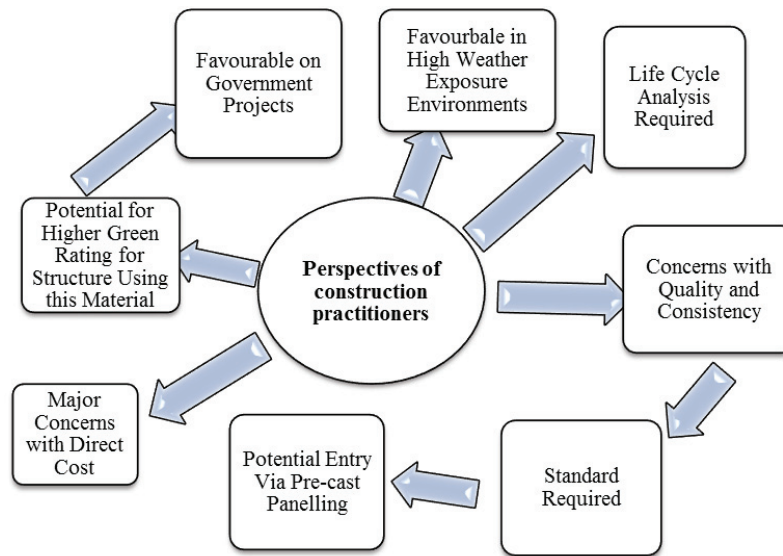 Favourable on
Government
Projects
Favourbale in
High Weather
Exposure
Environments
Life Cycle
Analysis
Required
Potential for
Higher Green
Rating for
Structure Using
this Material
Perspectives of
construction
practitioners
Concerns with
Quality and
Consistency
Major
Concerns with
Direct Cost
Potential Entry
Via Pre-cast
Panelling
Standard
Required